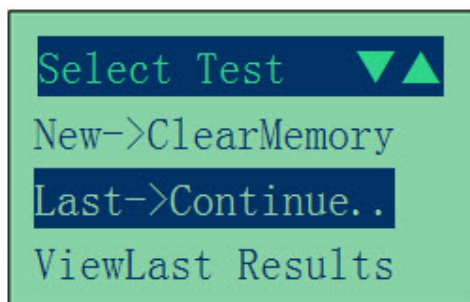 Select Test ▼▲
New->ClearMemory
Last->Continue..
ViewLast Results